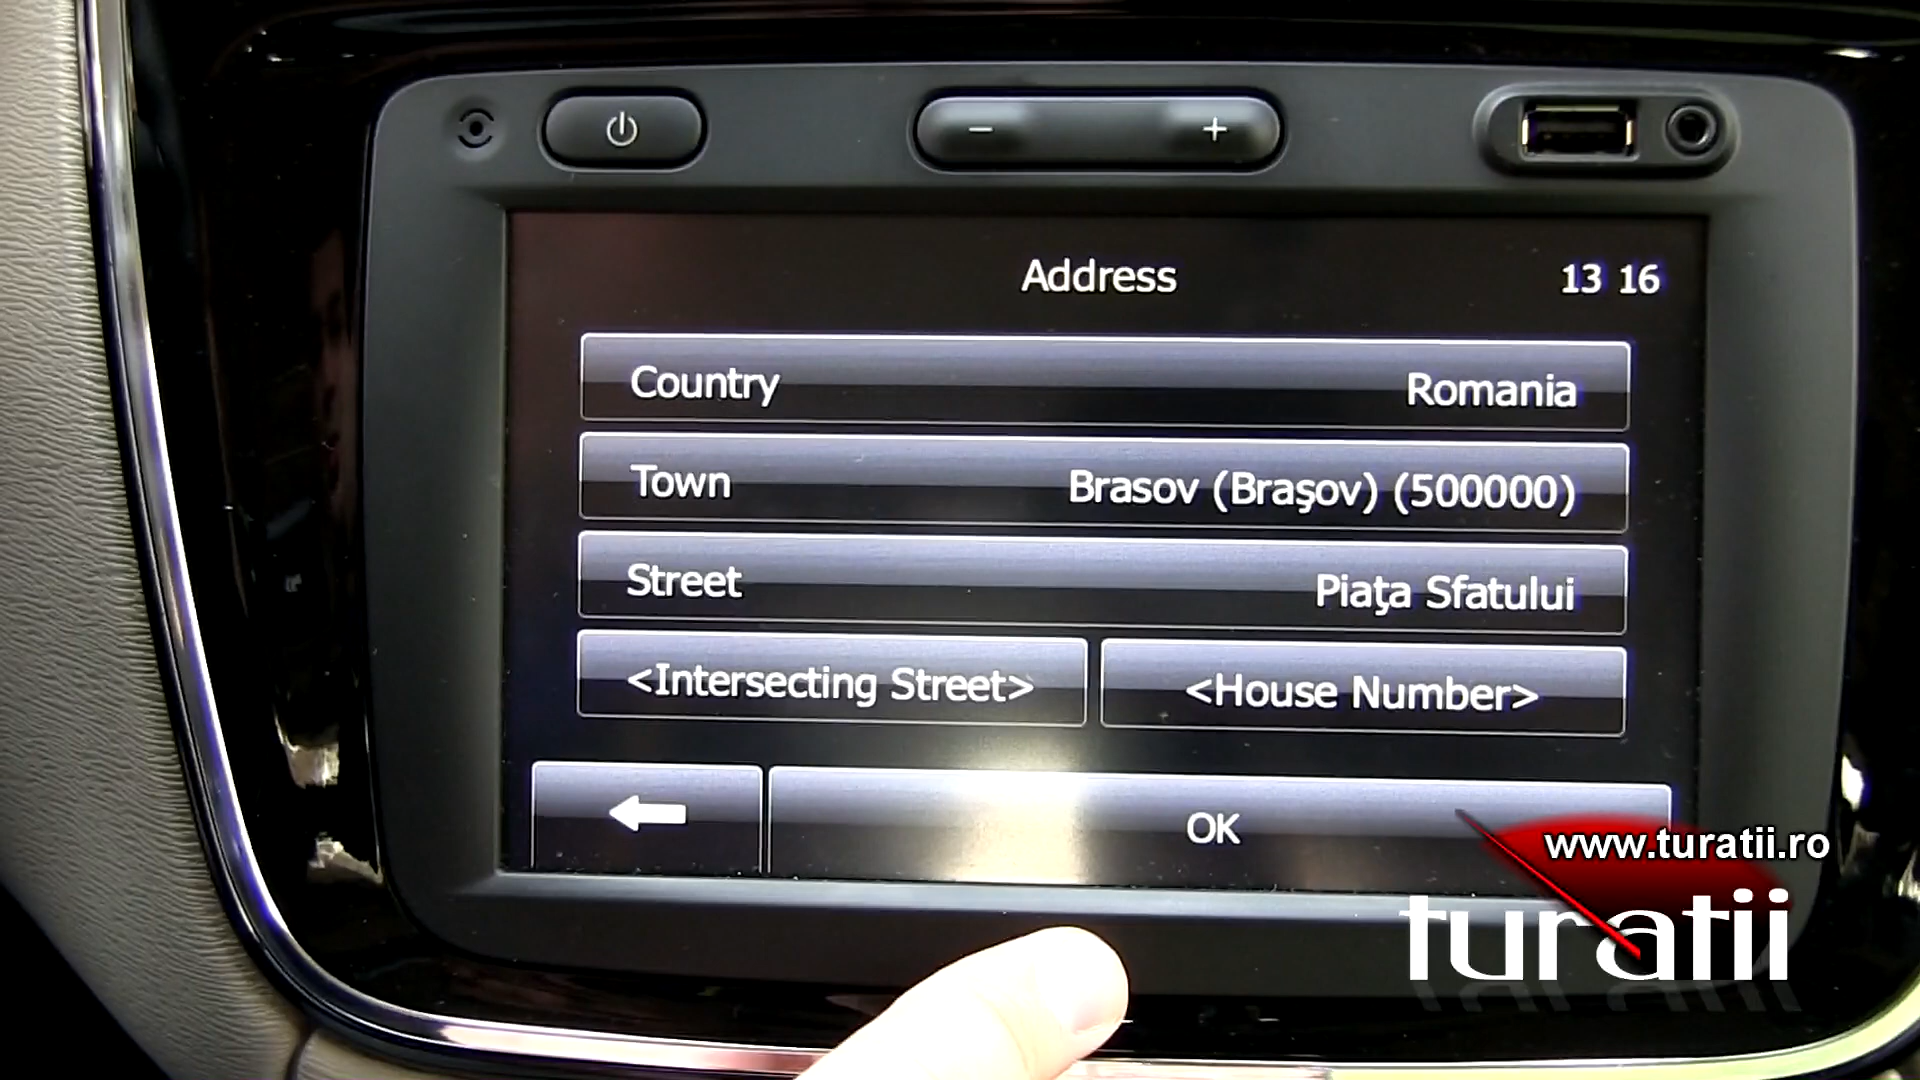 Address 13 16
Country Romania
Town Brasov (Braşov) (500000)
Street Piaţa Sfatului
<Intersecting Street> <House Number>
OK
www.turatii.ro
turatii